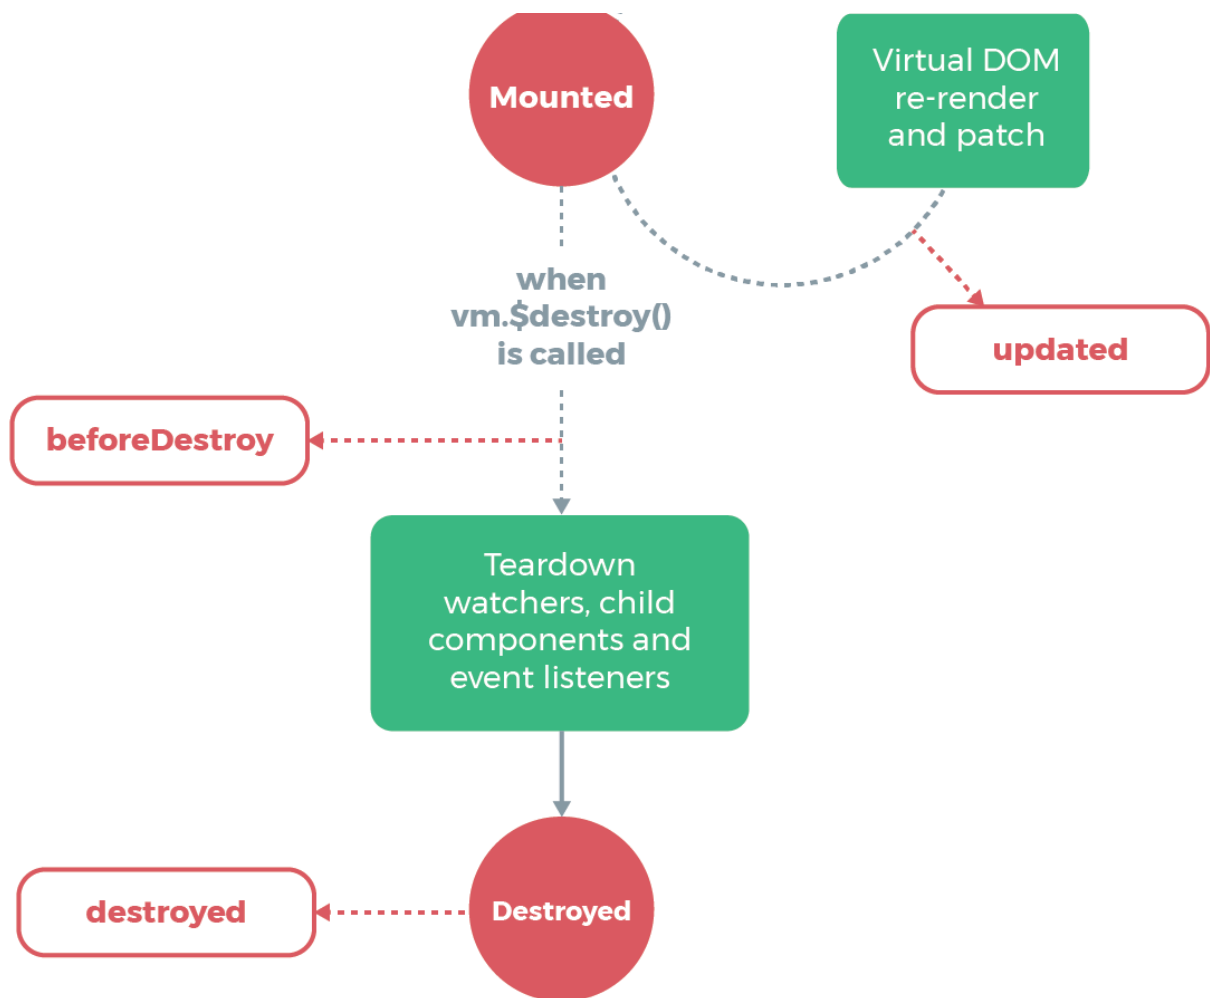 Mounted
Virtual DOM
re-render
and patch
when
vm.$destroy()
is called
updated
beforeDestroy
Teardown
watchers, child
components and
event listeners
destroyed
Destroyed